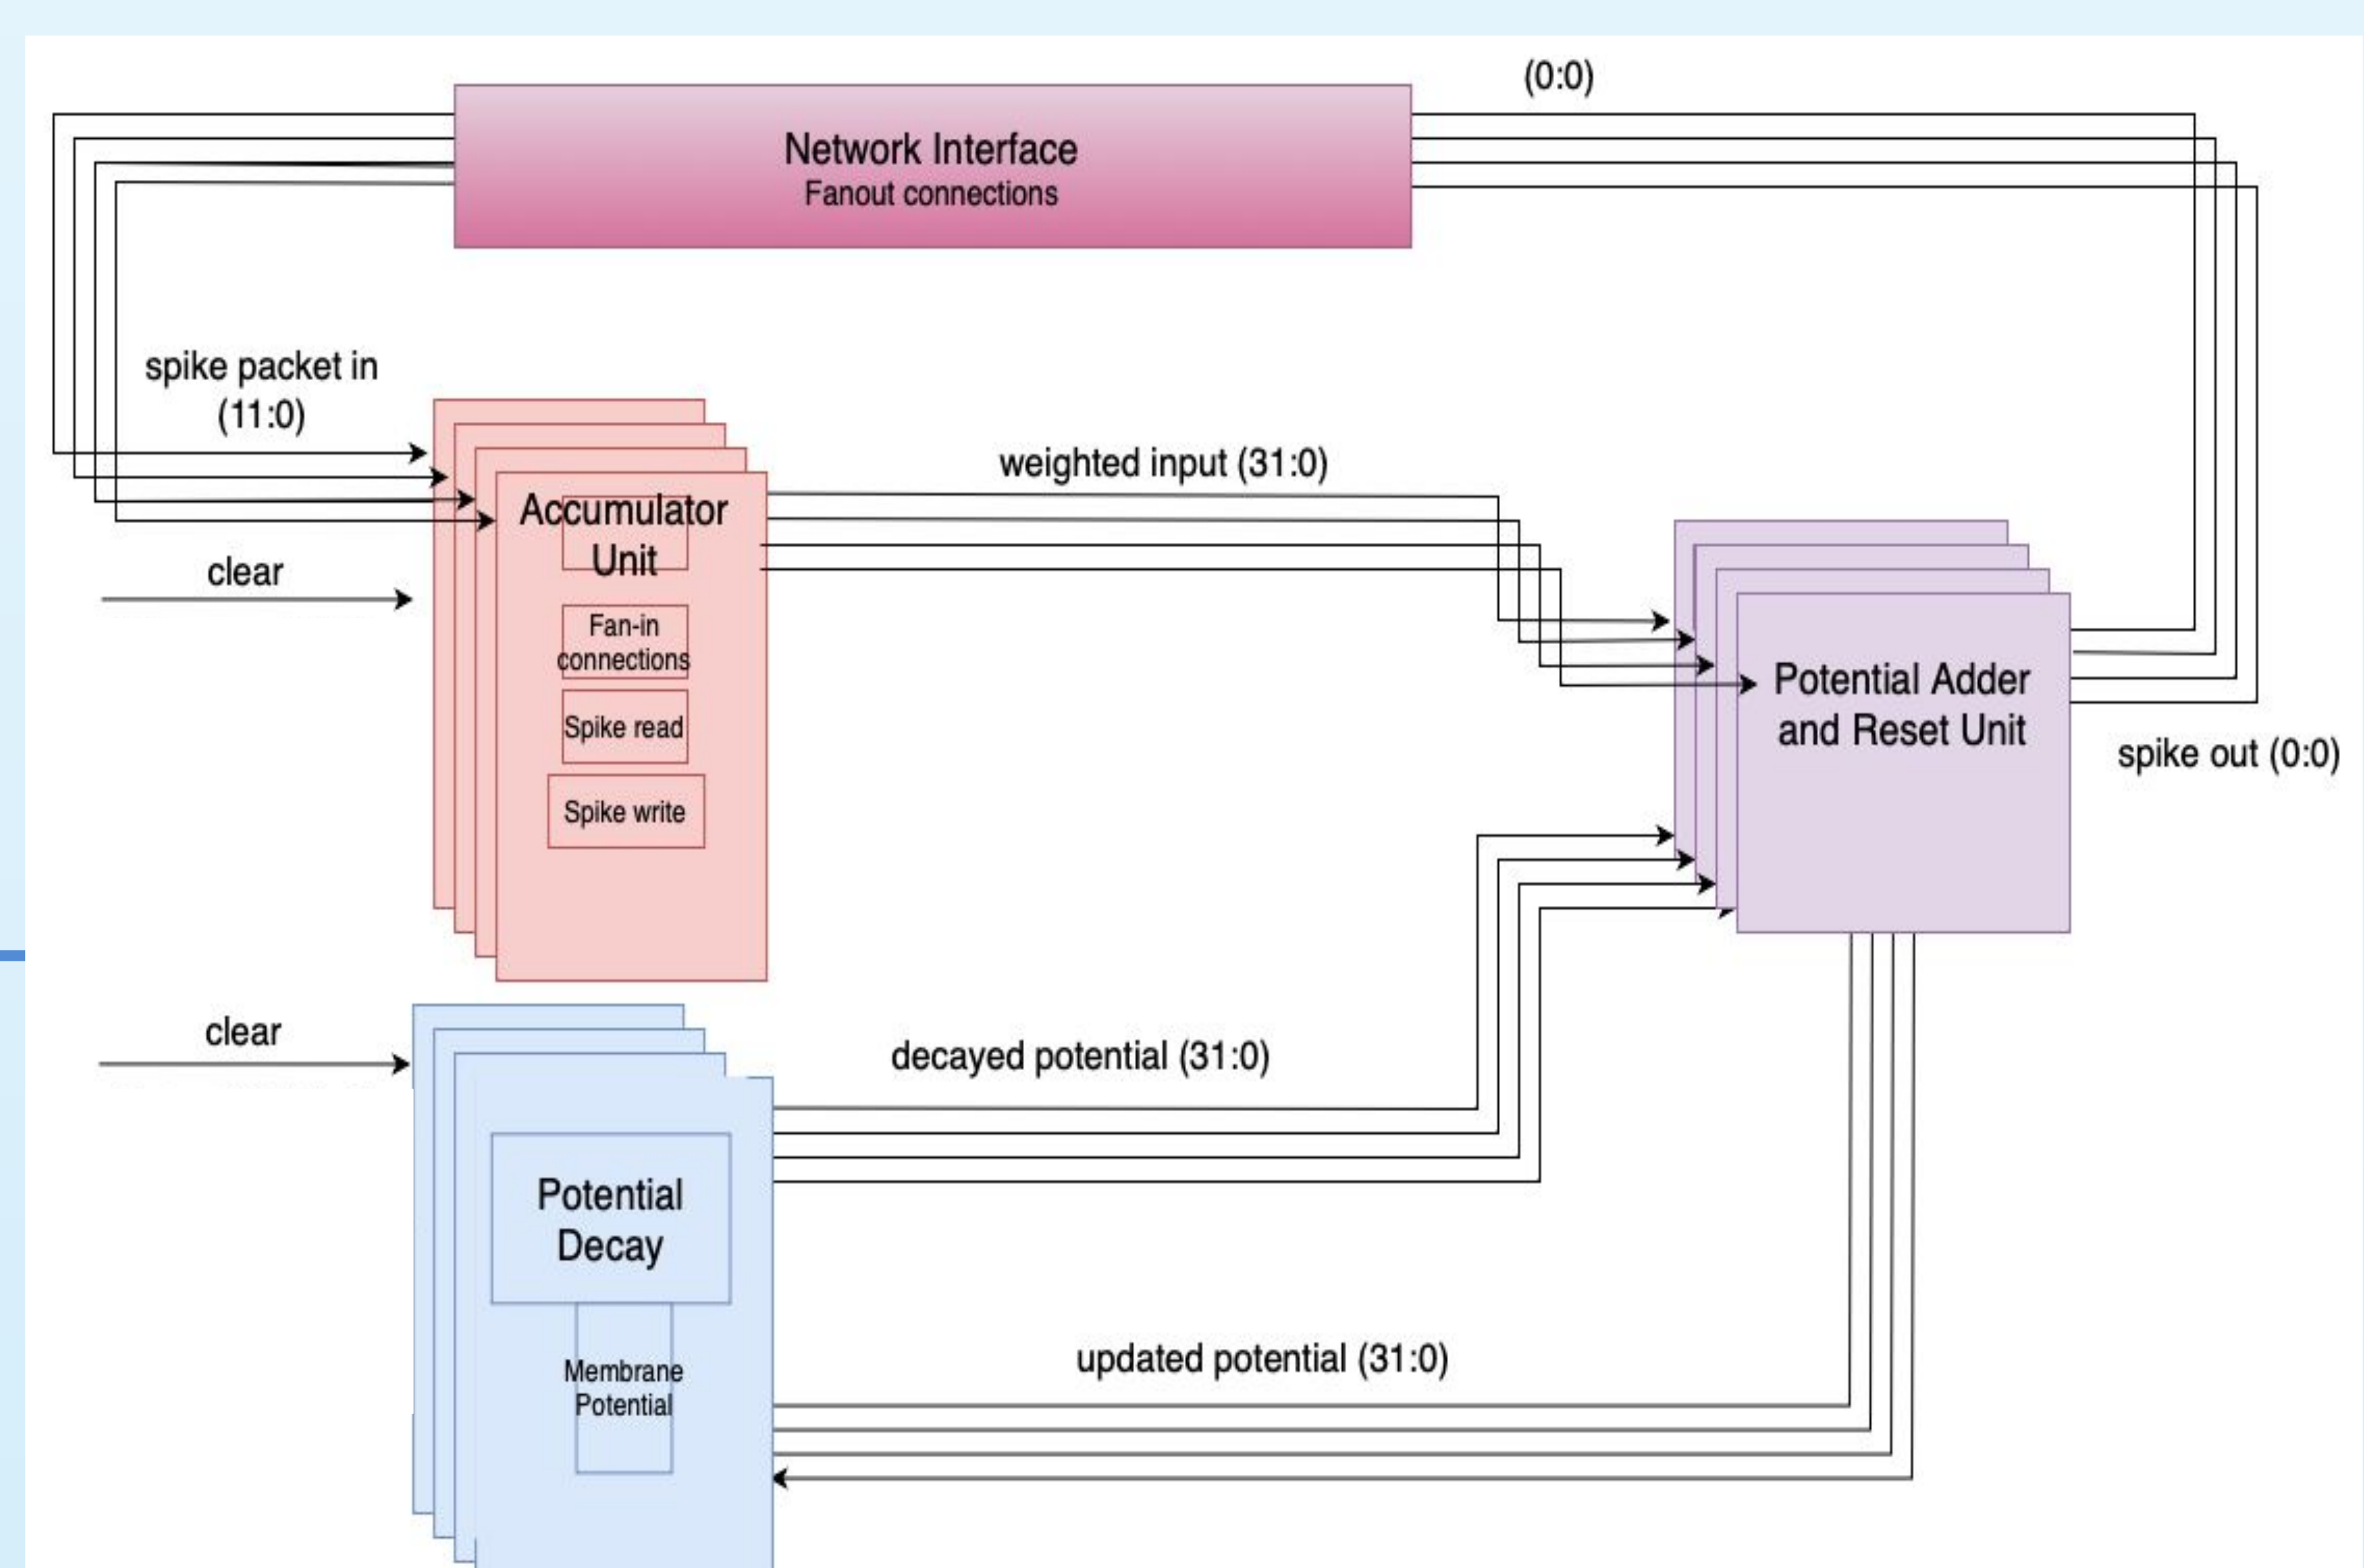 (0:0)
Network Interface
Fanout connections
spike packet in
(11:0)
weighted input (31:0)
Accumulator
Unit
clear
Fan-in
connections
Spike read
Spike write
Potential Adder
and Reset Unit
spike out (0:0)
clear
decayed potential (31:0)
Potential
Decay
updated potential (31:0)
Membrane
Potential